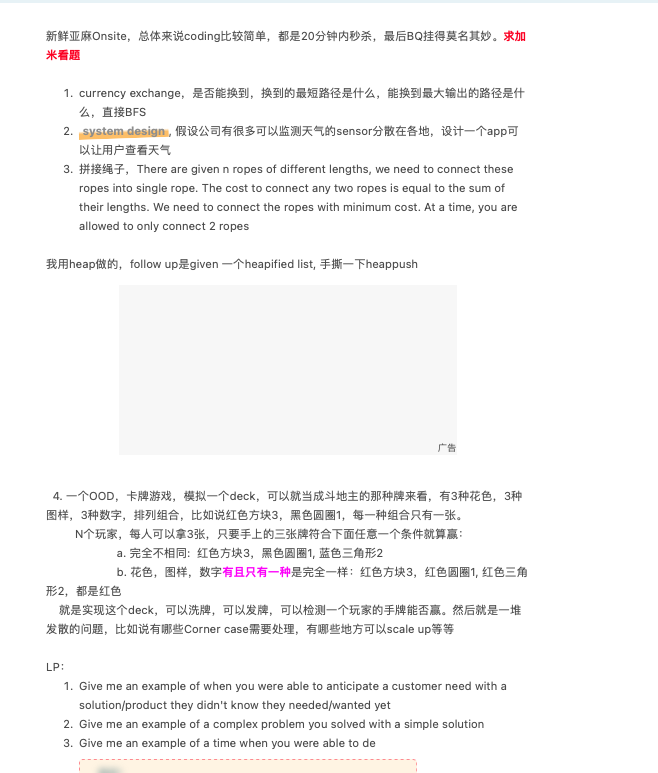 新鲜亚麻Onsite，总体来说coding比较简单，都是20分钟内秒杀，最后BQ挂得莫名其妙。求加
米看题
1. currency exchange，是否能换到，换到的最短路径是什么，能换到最大输出的路径是什
么，直接BFS
2. system design, 假设公司有很多可以监测天气的sensor分散在各地，设计一个app可
以让用户查看天气
3. 拼接绳子，There are given n ropes of different lengths, we need to connect these
ropes into single rope. The cost to connect any two ropes is equal to the sum of
their lengths. We need to connect the ropes with minimum cost. At a time, you are
allowed to only connect 2 ropes
我用heap做的，follow up是given 一个heapified list, 手撕一下heappush
广告
4. 一个OOD，卡牌游戏，模拟一个deck，可以就当成斗地主的那种牌来看，有3种花色，3种
图样，3种数字，排列组合，比如说红色方块3，黑色圆圈1，每一种组合只有一张。
N个玩家，每人可以拿3张，只要手上的三张牌符合下面任意一个条件就算赢：
a. 完全不相同：红色方块3，黑色圆圈1, 蓝色三角形2
b. 花色，图样，数字有且只有一种是完全一样：红色方块3，红色圆圈1, 红色三角
形2，都是红色
就是实现这个deck，可以洗牌，可以发牌，可以检测一个玩家的手牌能否赢。然后就是一堆
发散的问题，比如说有哪些Corner case需要处理，有哪些地方可以scale up等等
LP：
1. Give me an example of when you were able to anticipate a customer need with a
solution/product they didn't know they needed/wanted yet
2. Give me an example of a complex problem you solved with a simple solution
3. Give me an example of a time when you were able to de